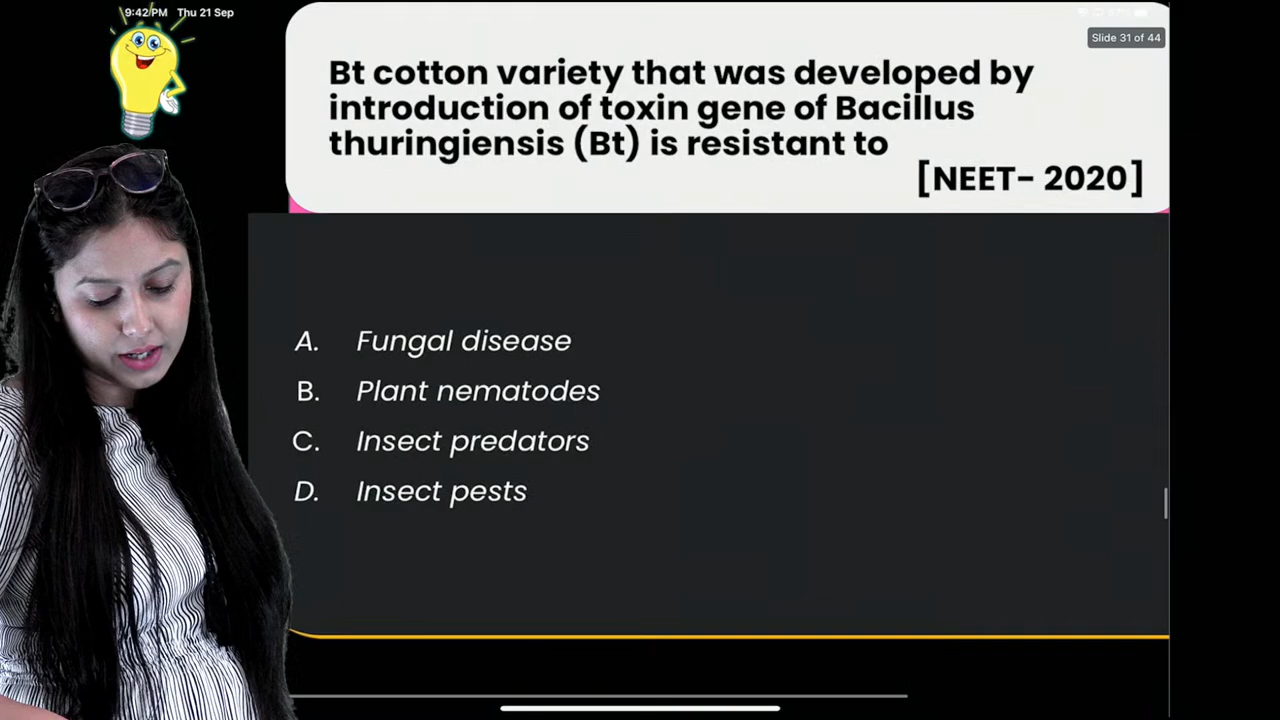 9:42 PM Thu 21 Sep
Slide 31 of 44
Bt cotton variety that was developed by
introduction of toxin gene of Bacillus
thuringiensis (Bt) is resistant to
[NEET- 2020]
A. Fungal disease
B. Plant nematodes
C. Insect predators
D. Insect pests